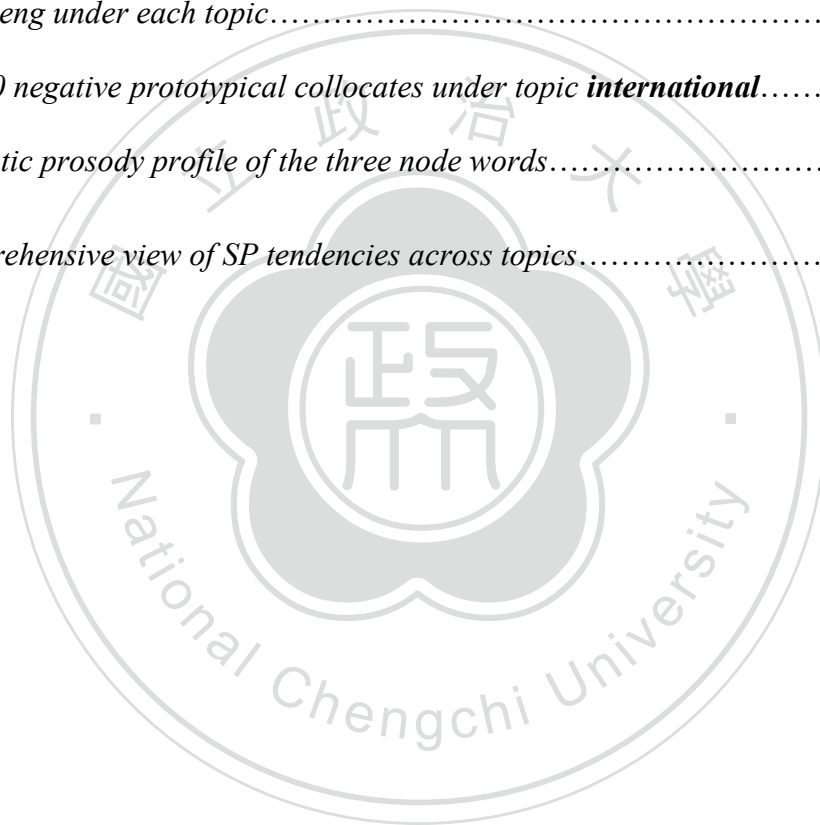 eng under each topic……………………………………………………
0 negative prototypical collocates under topic international……
tic prosody profile of the three node words…………………………
rehensive view of SP tendencies across topics………………………
國立政治大學
政
National Chengchi University